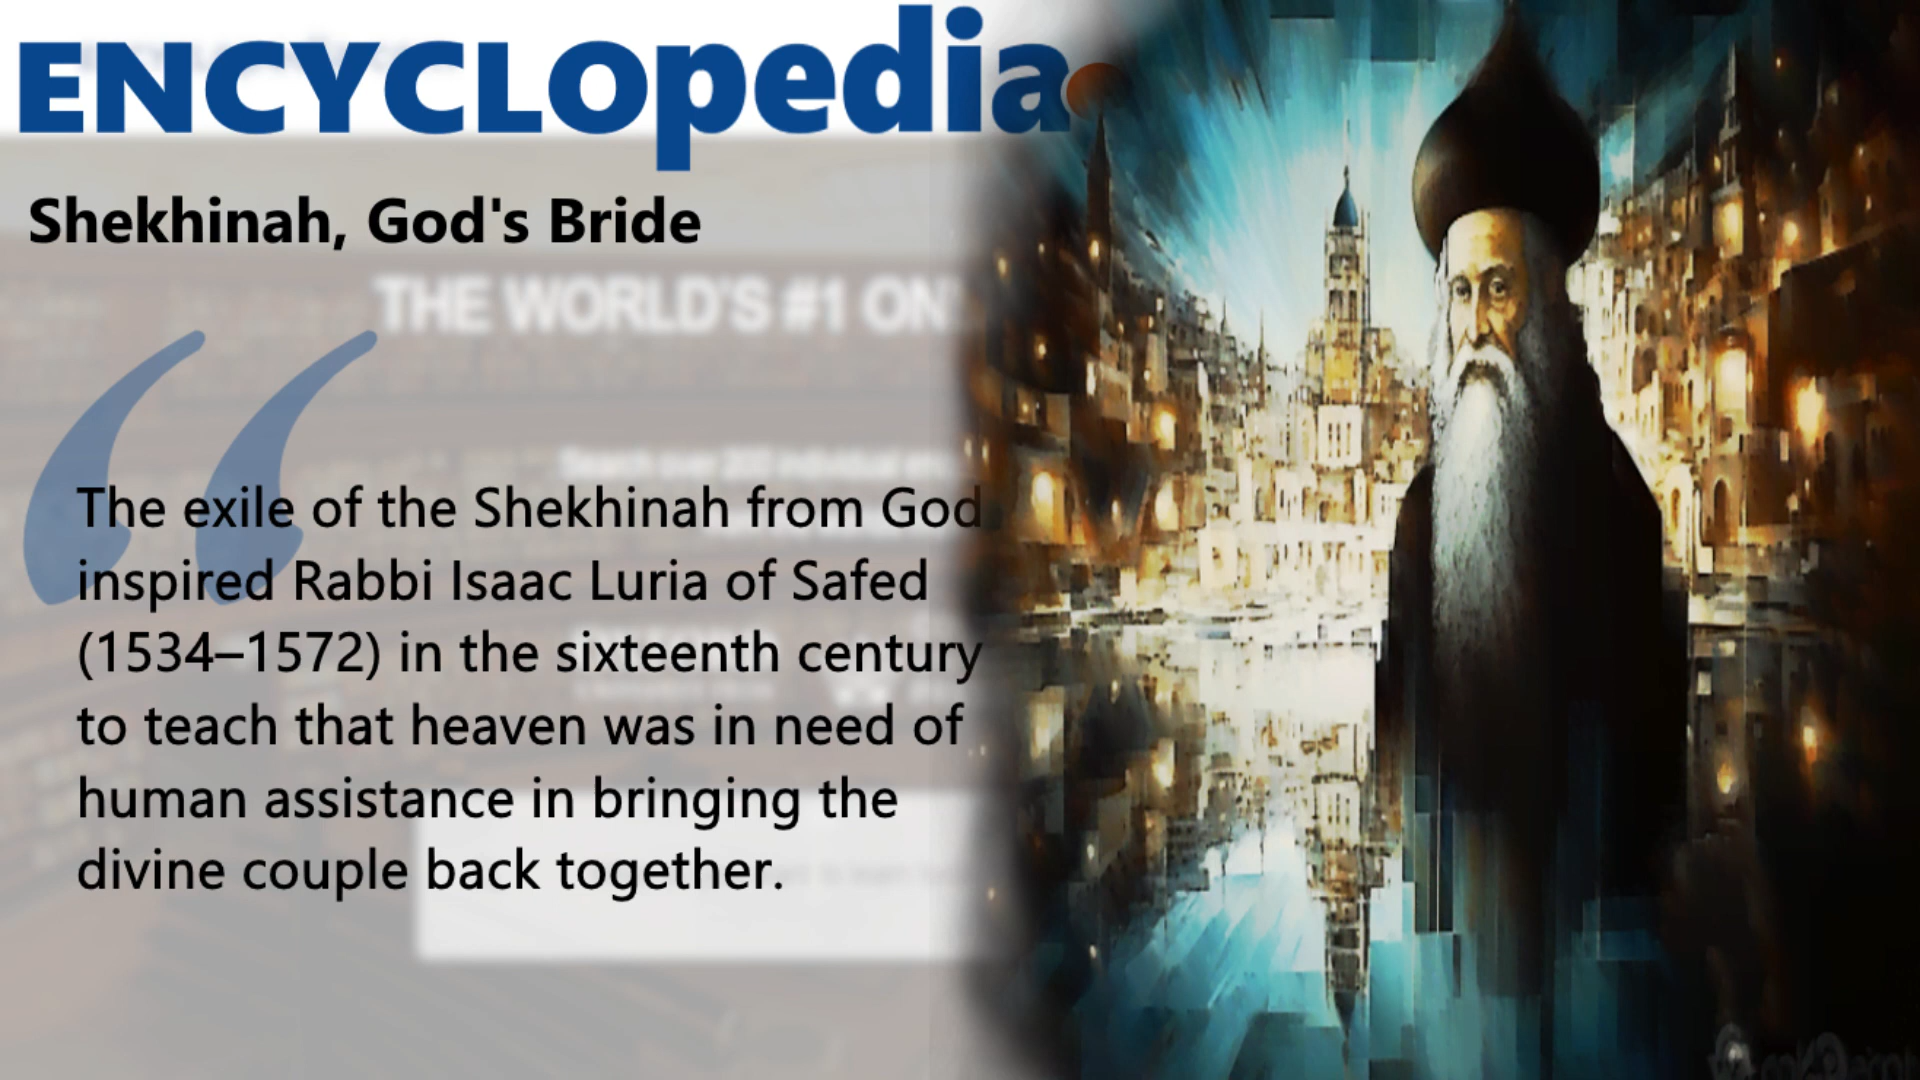 ENCYCLopedia
Shekhinah, God's Bride
THE WORLD'S #1 ON
The exile of the Shekhinah from God
inspired Rabbi Isaac Luria of Safed
(1534–1572) in the sixteenth century
to teach that heaven was in need of
human assistance in bringing the
divine couple back together.